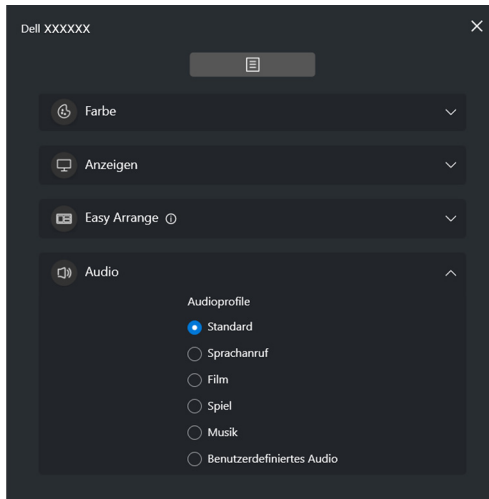 Dell XXXXXX
Farbe
Anzeigen
Easy Arrange
Audio
Audioprofile
Standard
Sprachanruf
Film
Spiel
Musik
Benutzerdefiniertes Audio